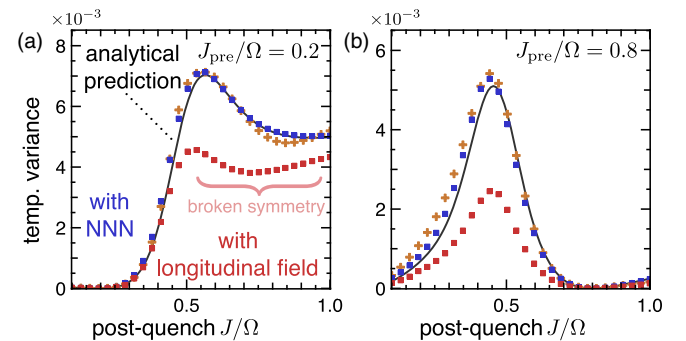 ×10⁻³
(a)
J_pre/Ω = 0.2
analytical
prediction
with
NNN
broken symmetry
with
longitudinal field
temp. variance
8
6
4
2
0
0.5
1.0
post-quench J/Ω
×10⁻³
(b)
J_pre/Ω = 0.8
6
4
2
0
0.5
1.0
post-quench J/Ω